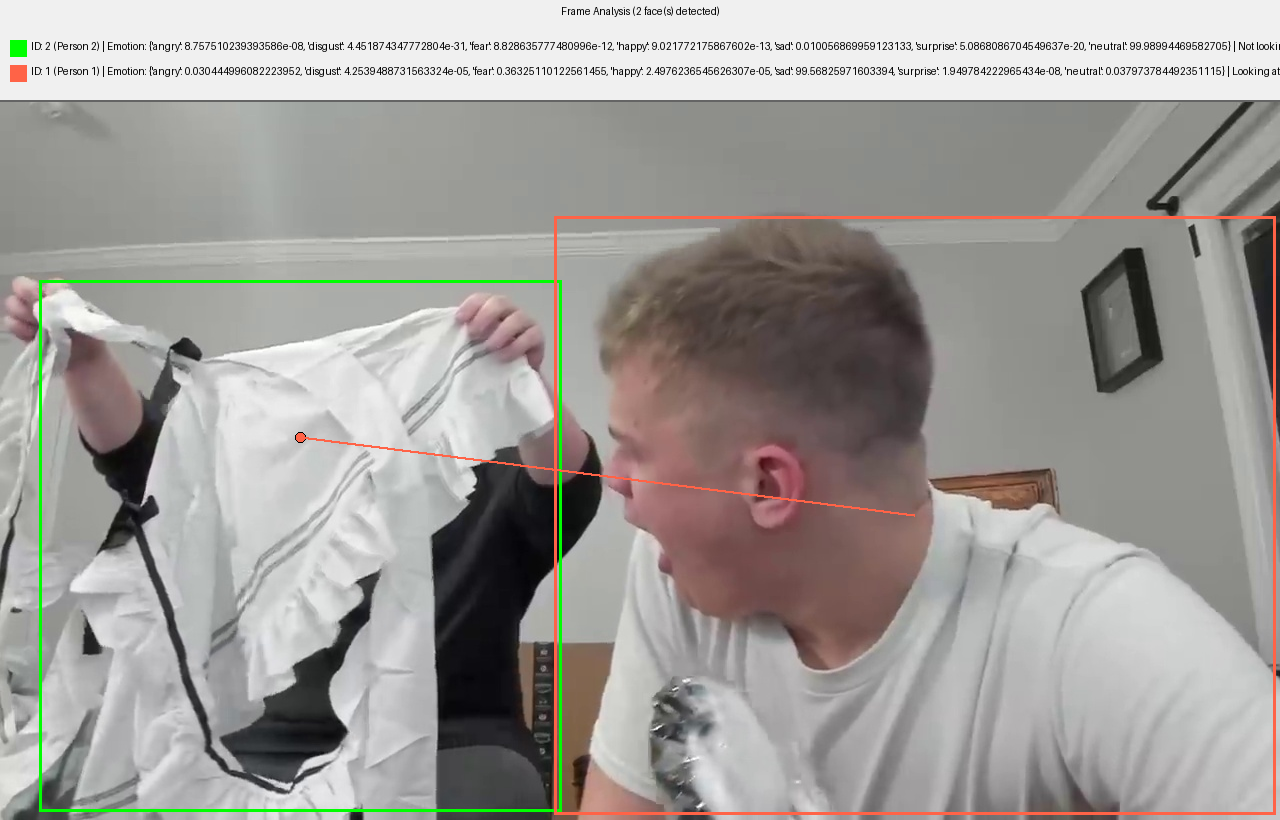 Frame Analysis (2 face(s) detected)
ID: 2 (Person 2) | Emotion: {'angry': 8.757510239393586e-08, 'disgust': 4.451874347772804e-31, 'fear': 8.828635777480996e-12, 'happy': 9.021772175867602e-13, 'sad': 0.010056869959123133, 'surprise': 5.0868086704549637e-20, 'neutral': 99.98994469582705} | Not looki
ID: 1 (Person 1) | Emotion: {'angry': 0.030444996082223952, 'disgust': 4.2539488731563324e-05, 'fear': 0.36325110122561455, 'happy': 2.4976236545626307e-05, 'sad': 99.56825971603394, 'surprise': 1.949784222965434e-08, 'neutral': 0.037973784492351115} | Looking at